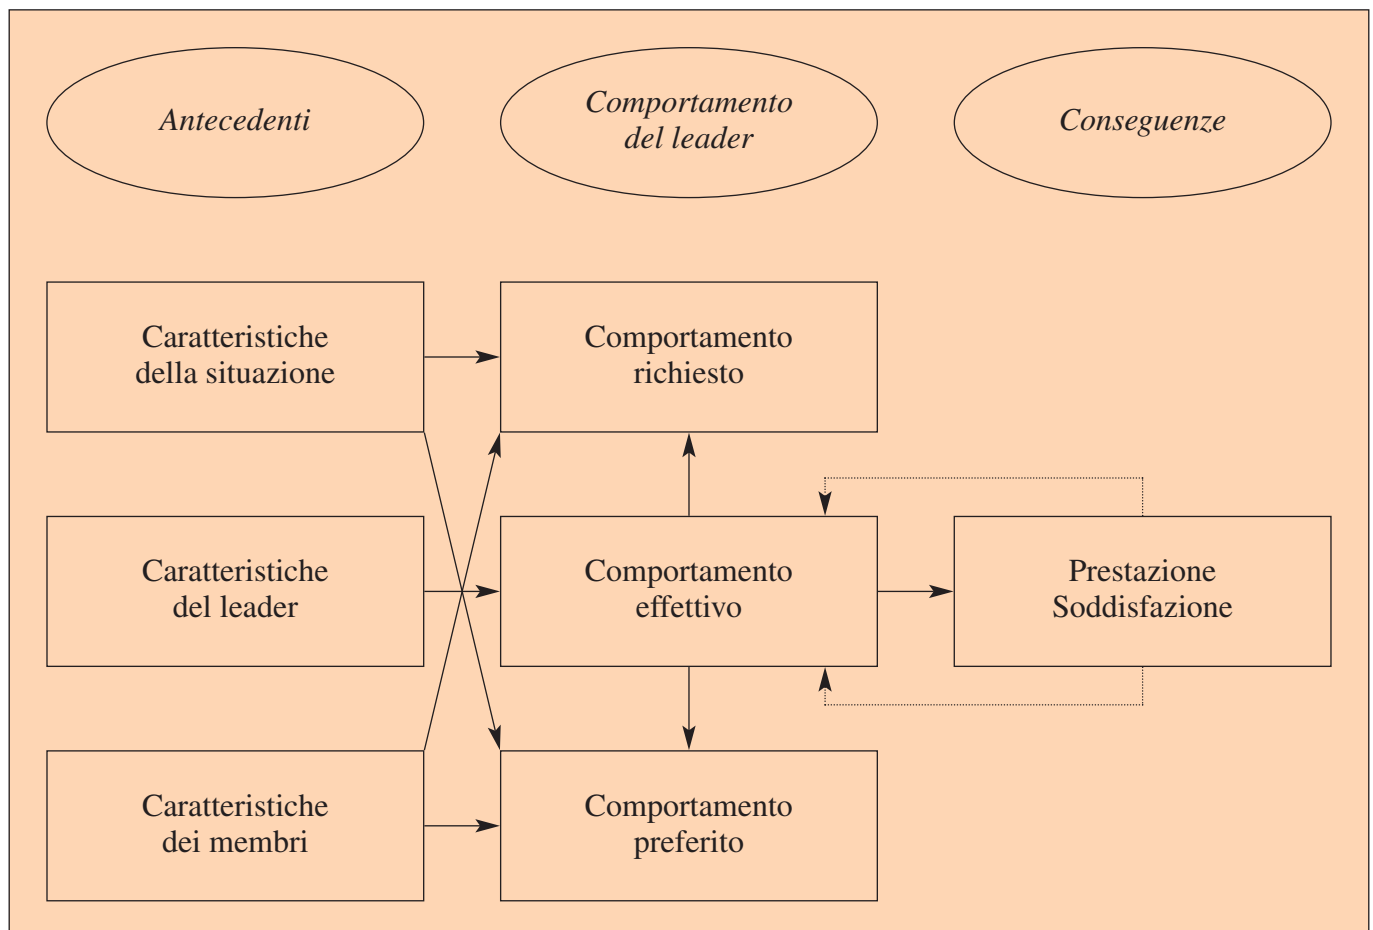 Antecedenti
Comportamento
del leader
Conseguenze
Caratteristiche
della situazione
Comportamento
richiesto
Caratteristiche
del leader
Comportamento
effettivo
Prestazione
Soddisfazione
Caratteristiche
dei membri
Comportamento
preferito